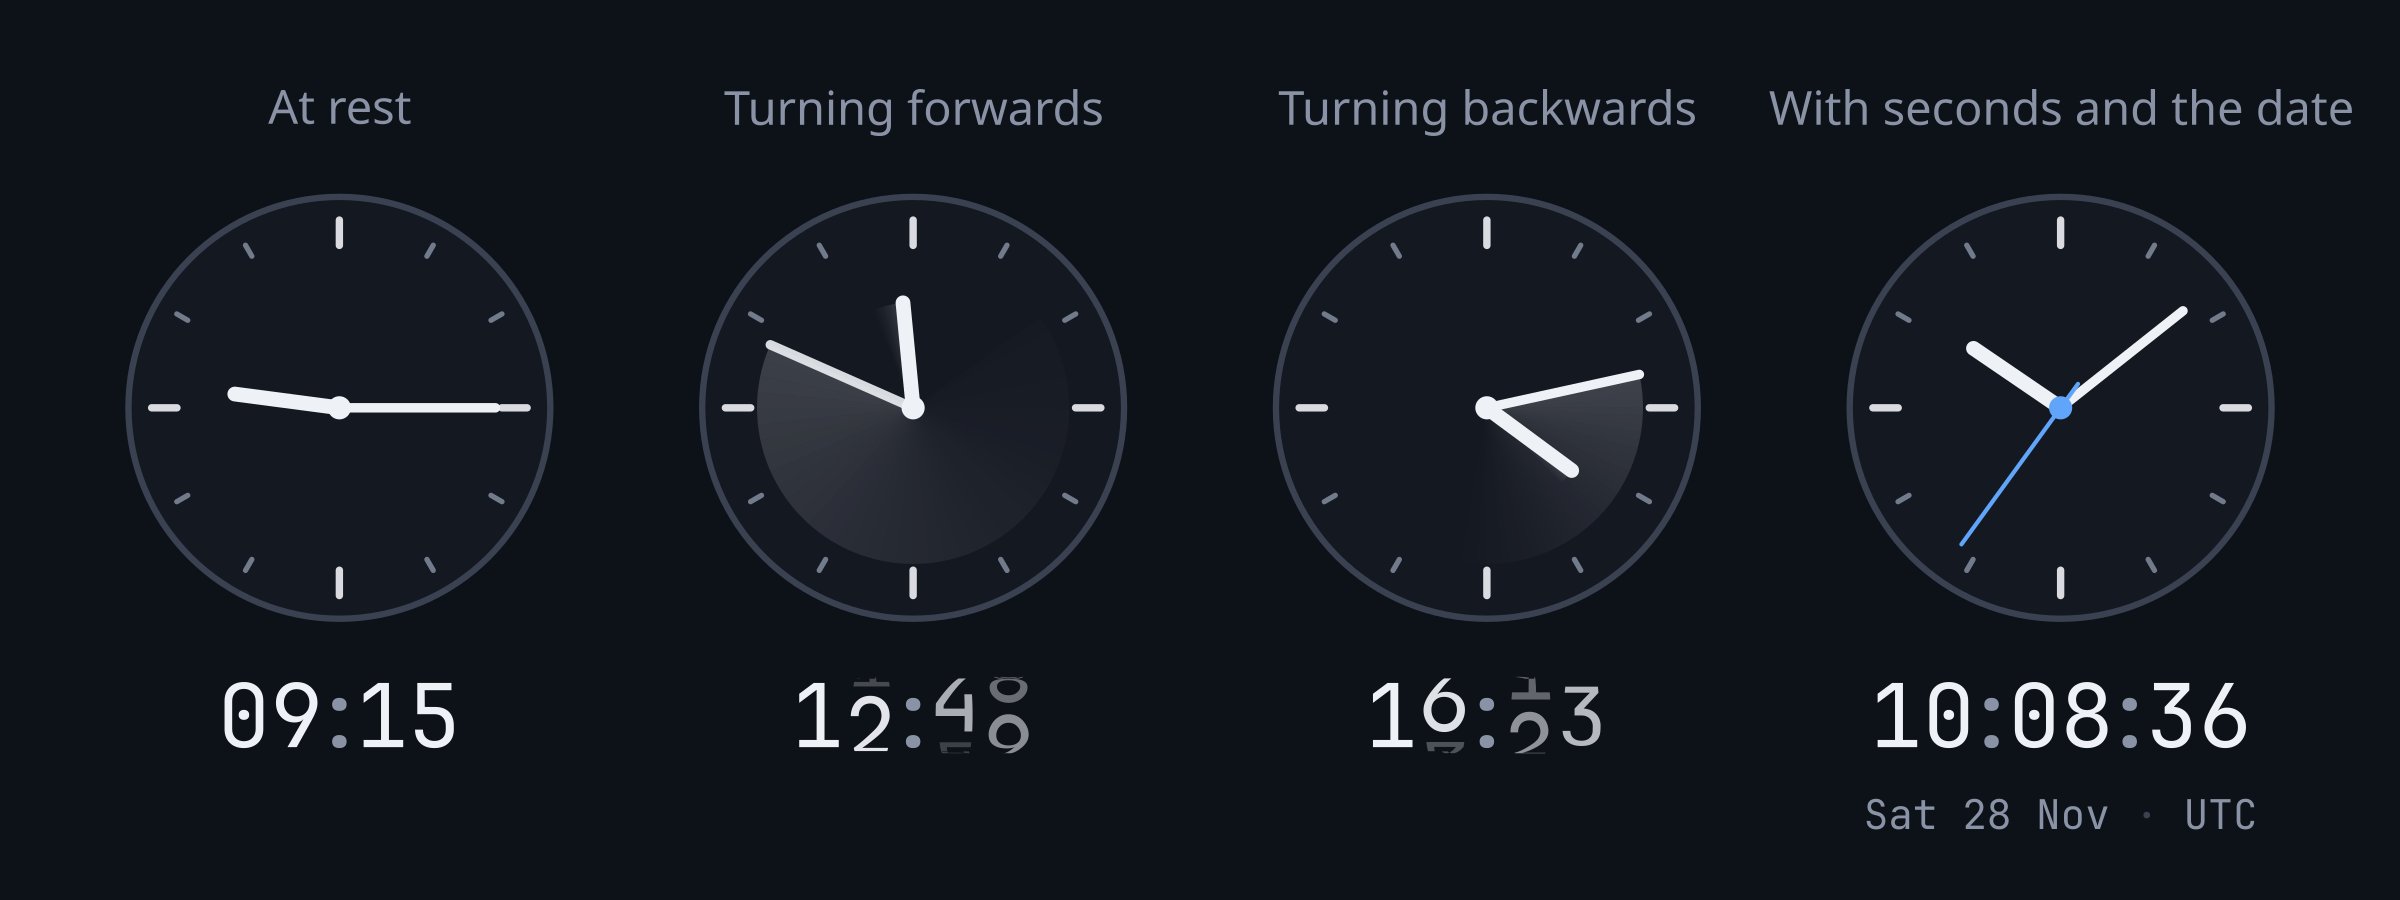 At rest
Turning forwards
Turning backwards
With seconds and the date
09:15
10:08:36
Sat 28 Nov · UTC